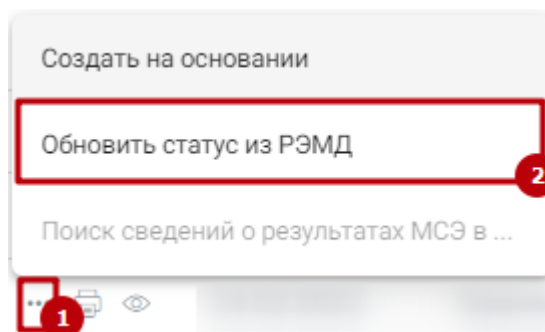 Создать на основании
Обновить статус из РЭМД
2
Поиск сведений о результатах МСЭ в ...
... 1